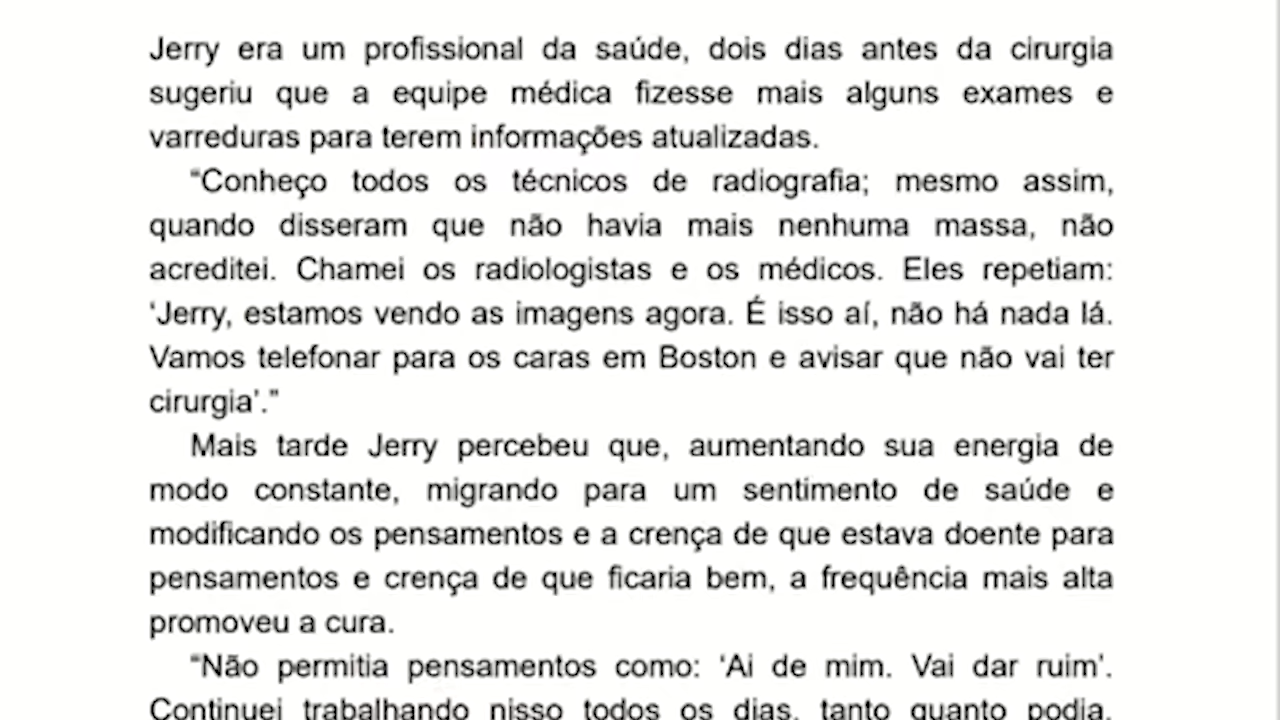 Jerry era um profissional da saúde, dois dias antes da cirurgia
sugeriu que a equipe médica fizesse mais alguns exames e
varreduras para terem informações atualizadas.
“Conheço todos os técnicos de radiografia; mesmo assim,
quando disseram que não havia mais nenhuma massa, não
acreditei. Chamei os radiologistas e os médicos. Eles repetiam:
‘Jerry, estamos vendo as imagens agora. É isso aí, não há nada lá.
Vamos telefonar para os caras em Boston e avisar que não vai ter
cirurgia’.”
Mais tarde Jerry percebeu que, aumentando sua energia de
modo constante, migrando para um sentimento de saúde e
modificando os pensamentos e a crença de que estava doente para
pensamentos e crença de que ficaria bem, a frequência mais alta
promoveu a cura.
“Não permitia pensamentos como: ‘Ai de mim. Vai dar ruim’.
Continuei trabalhando nisso todos os dias, tanto quanto podia.